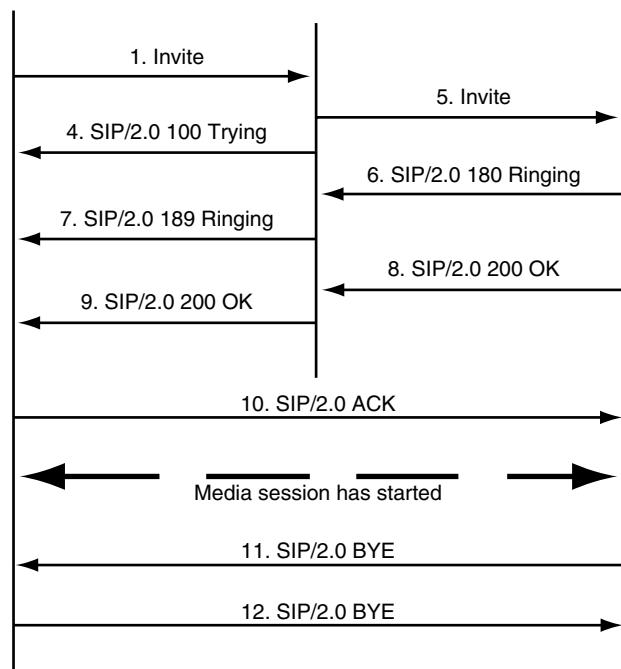 1. Invite
5. Invite
4. SIP/2.0 100 Trying
6. SIP/2.0 180 Ringing
7. SIP/2.0 189 Ringing
8. SIP/2.0 200 OK
9. SIP/2.0 200 OK
10. SIP/2.0 ACK
Media session has started
11. SIP/2.0 BYE
12. SIP/2.0 BYE